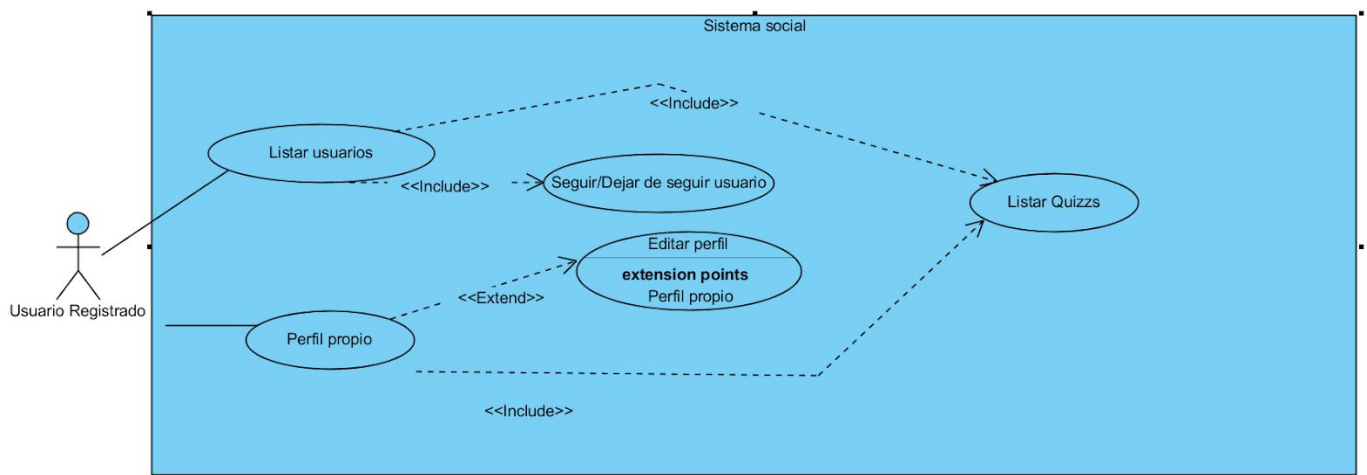 Sistema social
<<Include>>
Listar usuarios
<<Include>>
Seguir/Dejar de seguir usuario
Listar Quizzs
Editar perfil
extension points
Perfil propio
<<Extend>>
Usuario Registrado
Perfil propio
<<Include>>